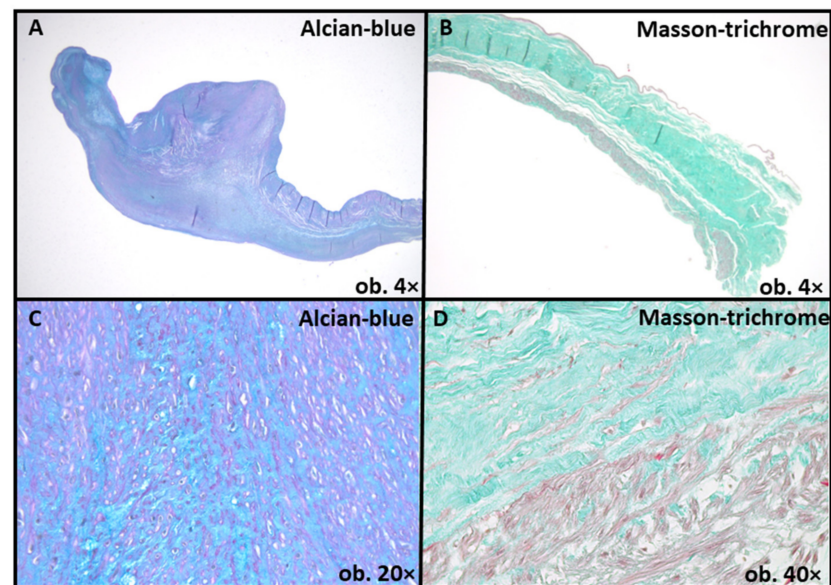 A
Alcian-blue
ob. 4×
B
Masson-trichrome
ob. 4×
C
Alcian-blue
ob. 20×
D
Masson-trichrome
ob. 40×